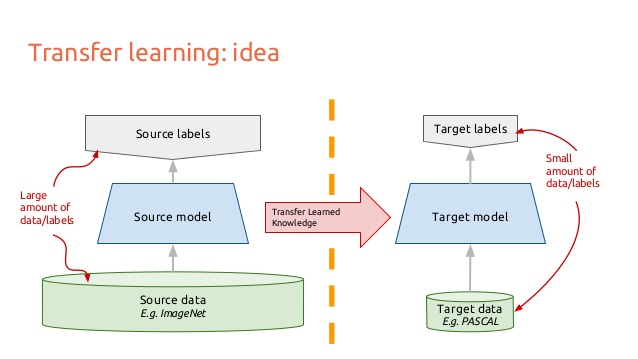 Transfer learning: idea
Source labels
Large
amount of
data/labels
Source model
Source data
E.g. ImageNet
Transfer Learned
Knowledge
Target labels
Small
amount of
data/labels
Target model
Target data
E.g. PASCAL